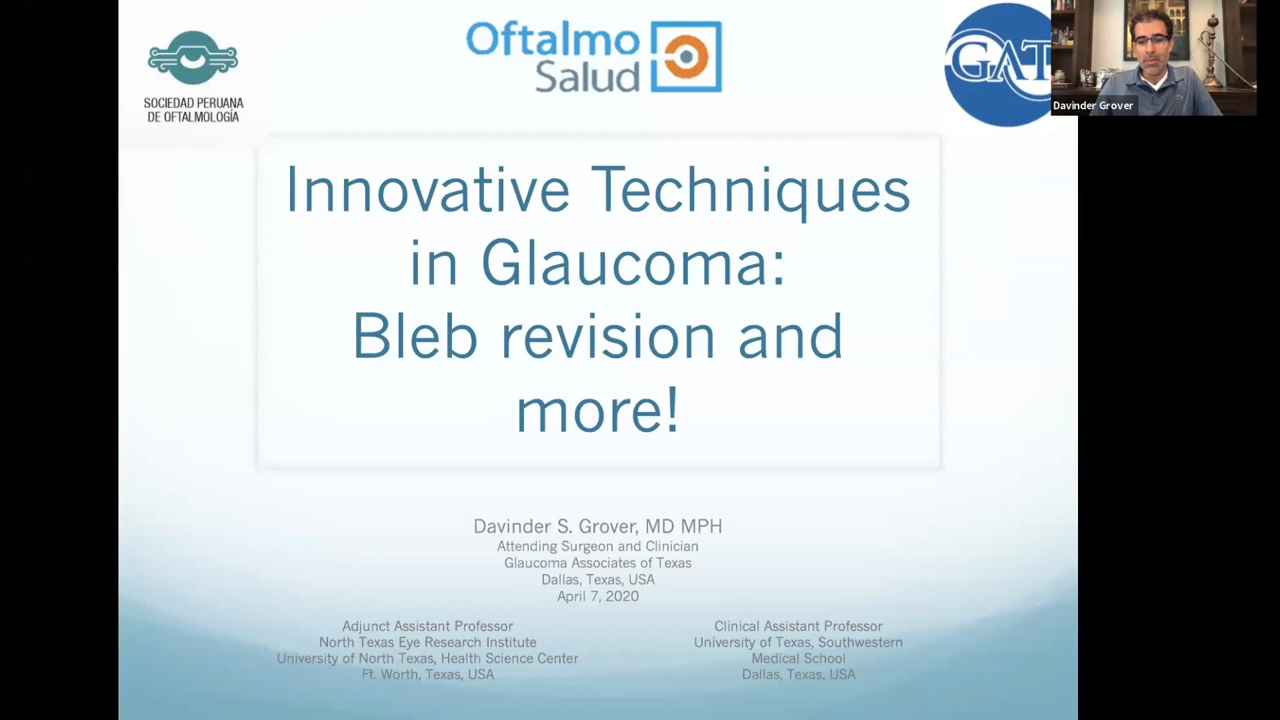 SOCIEDAD PERUANA
DE OFTALMOLOGÍA
Oftalmo
Salud
GAT
Davinder Grover
Innovative Techniques
in Glaucoma:
Bleb revision and
more!
Davinder S. Grover, MD MPH
Attending Surgeon and Clinician
Glaucoma Associates of Texas
Dallas, Texas, USA
April 7, 2020
Adjunct Assistant Professor
North Texas Eye Research Institute
University of North Texas, Health Science Center
Ft. Worth, Texas, USA
Clinical Assistant Professor
University of Texas, Southwestern
Medical School
Dallas, Texas, USA